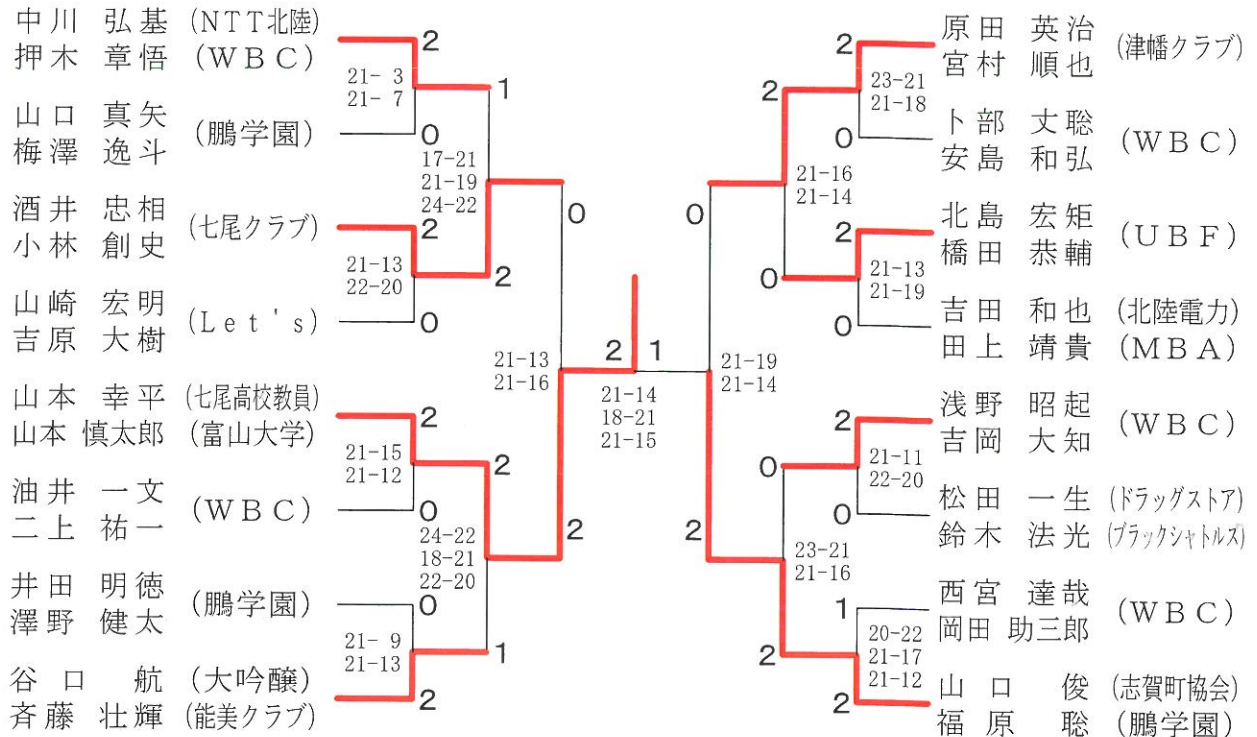 中川 弘基 (NTT北陸)
押木 章悟 (WBC)
2
21- 3
21- 7
1
山口 真矢
梅澤 逸斗
(鵬学園)
0
17-21
21-19
24-22
酒井 忠相
小林 創史
(七尾クラブ)
2
21-13
22-20
2
山崎 宏明
吉原 大樹
(Let's)
0
0
21-13
21-16
山本 幸平 (七尾高校教員)
山本 慎太郎 (富山大学)
2
21-15
21-12
2
油井 一文
二上 祐一
(WBC)
0
24-22
18-21
22-20
2
井田 明徳
澤野 健太
(鵬学園)
0
21- 9
21-13
1
谷口 航 (大吟醸)
斉藤 壮輝 (能美クラブ)
2
2 1
21-14
18-21
21-15
原田 英治
宮村 順也
(津幡クラブ)
2
23-21
21-18
2
卜部 丈聡
安島 和弘
(WBC)
0
21-16
21-14
0
北島 宏矩
橋田 恭輔
(UBF)
2
21-13
21-19
0
吉田 和也 (北陸電力)
田上 靖貴 (MBA)
0
21-19
21-14
浅野 昭起
吉岡 大知
(WBC)
2
21-11
22-20
0
松田 一生 (ドラッグストア)
鈴木 法光 (ブラックシャトルズ)
0
2
23-21
21-16
西宮 達哉
岡田 助三郎
(WBC)
1
20-22
21-17
21-12
2
山口 俊 (志賀町協会)
福原 聡 (鵬学園)
2